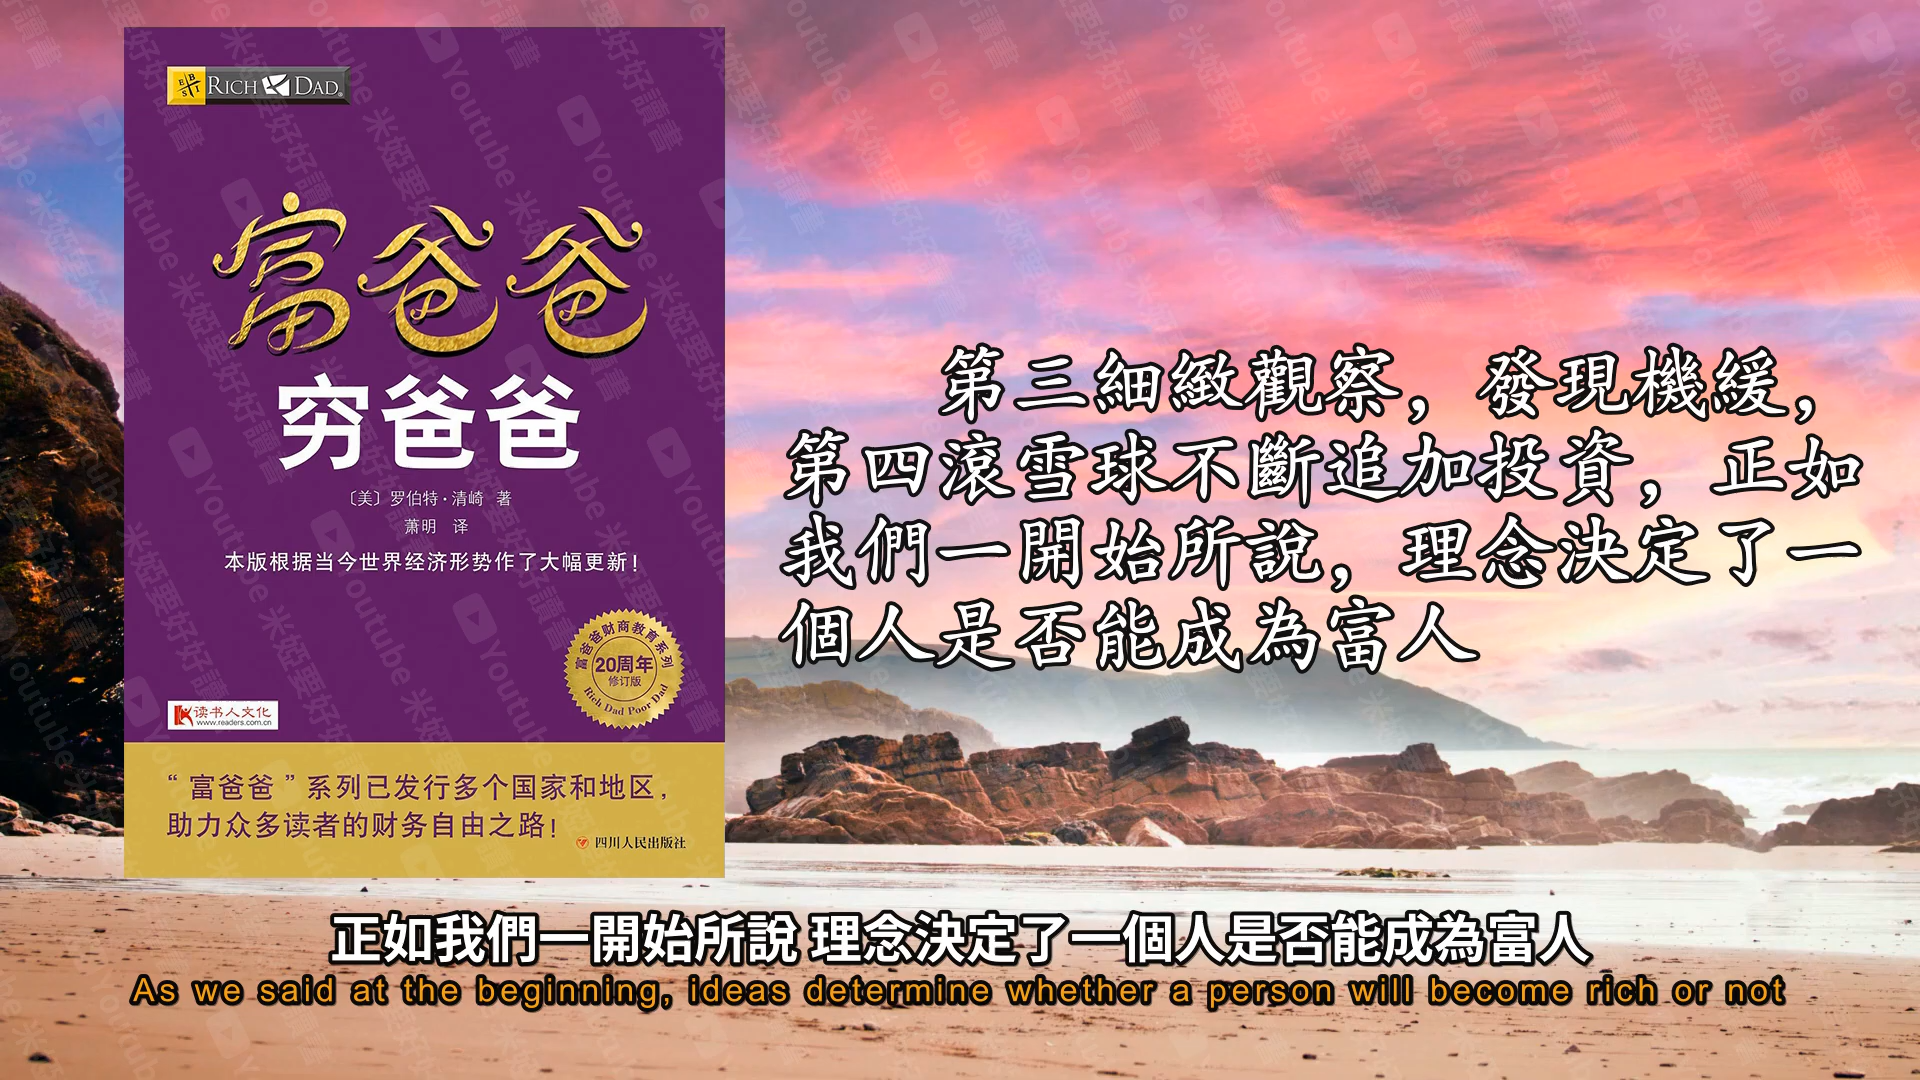 EBSI RICH DAD
富爸爸
穷爸爸
〔美〕罗伯特·清崎 著
萧明 译
本版根据当今世界经济形势作了大幅更新！
富爸爸财商教育系列
20周年
修订版
Rich Dad Poor Dad
读书人文化
www.readers.com.cn
“富爸爸”系列已发行多个国家和地区，
助力众多读者的财务自由之路！
四川人民出版社
第三細緻觀察，發現機緩，
第四滾雪球不斷追加投資，正如
我們一開始所說，理念決定了一
個人是否能成為富人
正如我們一開始所說 理念決定了一個人是否能成為富人
As we said at the beginning, ideas determine whether a person will become rich or not
Youtube 米婭要好好讀書